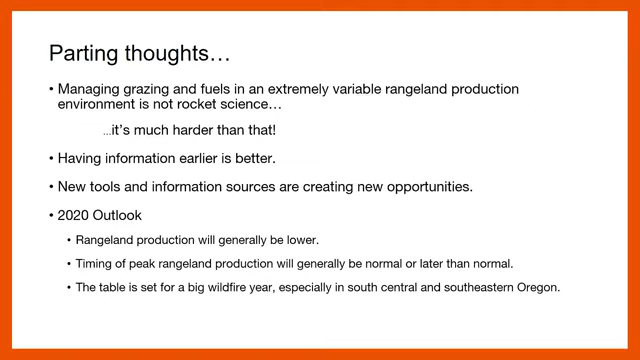 Parting thoughts…
• Managing grazing and fuels in an extremely variable rangeland production
environment is not rocket science…
…it’s much harder than that!
• Having information earlier is better.
• New tools and information sources are creating new opportunities.
• 2020 Outlook
• Rangeland production will generally be lower.
• Timing of peak rangeland production will generally be normal or later than normal.
• The table is set for a big wildfire year, especially in south central and southeastern Oregon.